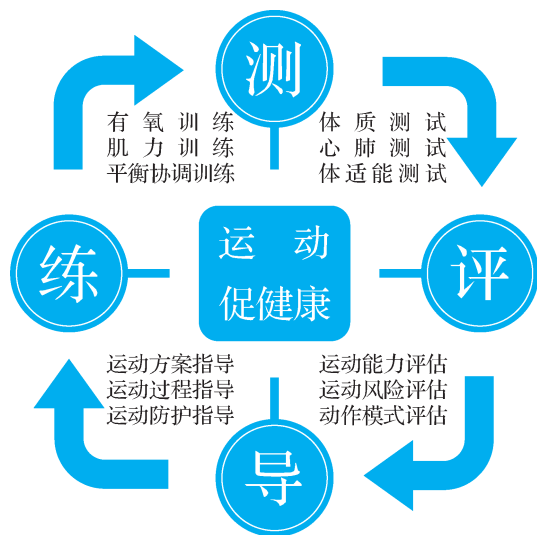 测
有氧训练
肌力训练
平衡协调训练
体质测试
心肺测试
体适能测试
练
运动
促健康
评
运动方案指导
运动过程指导
运动防护指导
运动能力评估
运动风险评估
动作模式评估
导